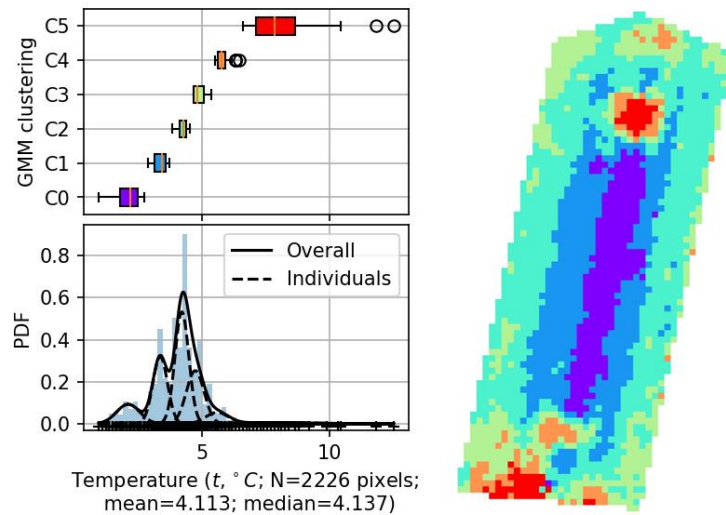 C5
C4
C3
C2
C1
C0
GMM clustering
0.8
0.6
0.4
0.2
0.0
PDF
Overall
Individuals
5
10
Temperature (t, °C; N=2226 pixels;
mean=4.113; median=4.137)